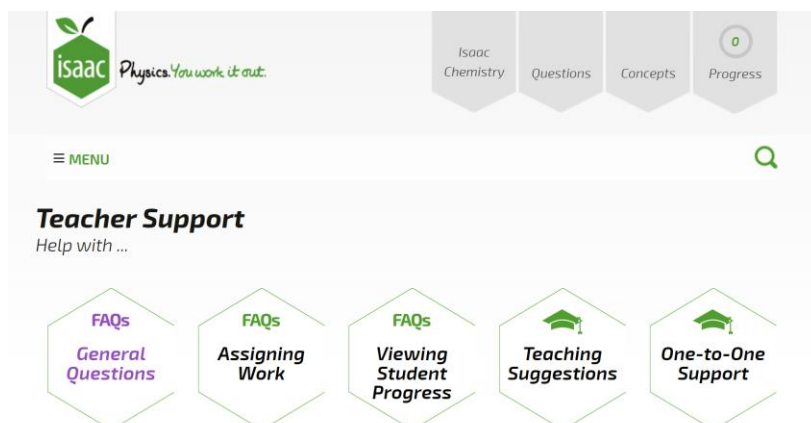 isaac
Physics. You work it out.
Isaac
Chemistry
Questions
Concepts
0
Progress
≡ MENU
Teacher Support
Help with ...
FAQs
General
Questions
FAQs
Assigning
Work
FAQs
Viewing
Student
Progress
Teaching
Suggestions
One-to-One
Support